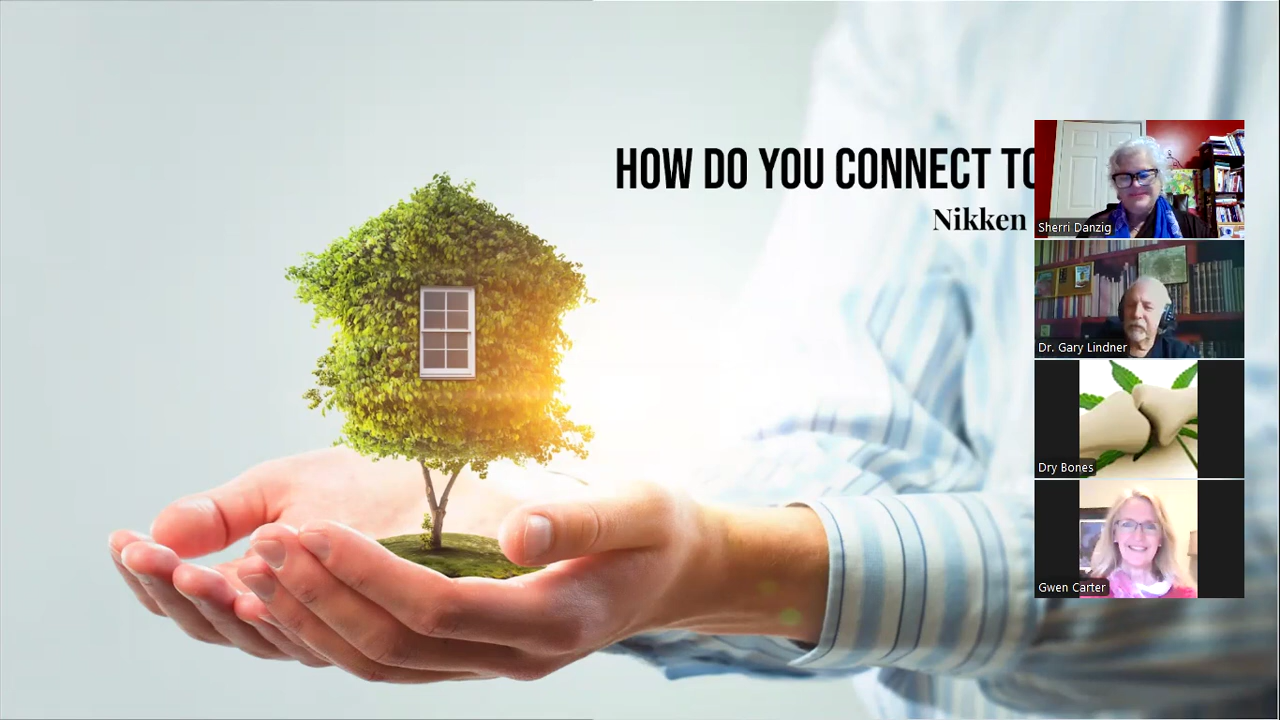 HOW DO YOU CONNECT TO
Nikken
Sherri Danzig
Dr. Gary Lindner
Dry Bones
Gwen Carter